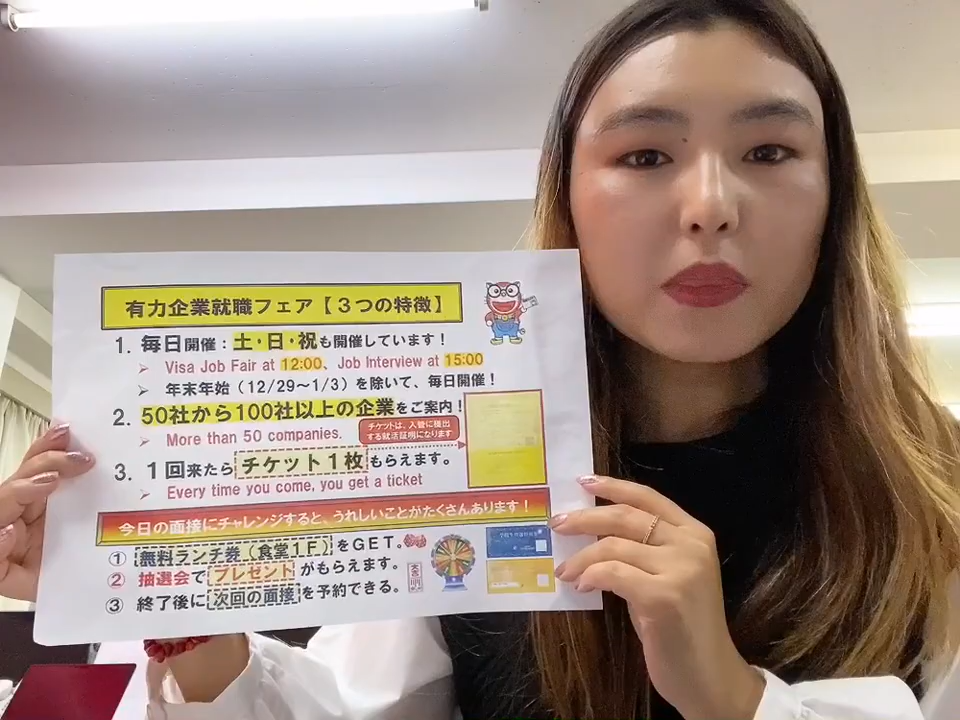 有力企業就職フェア【3つの特徴】
1. 毎日開催：土・日・祝も開催しています！
➢ Visa Job Fair at 12:00、Job Interview at 15:00
➢ 年末年始（12/29～1/3）を除いて、毎日開催！
2. 50社から100社以上の企業をご案内！
➢ More than 50 companies.
チケットは、入管に提出
する就活証明になります
3. 1回来たらチケット1枚もらえます。
➢ Every time you come, you get a ticket
今日の面接にチャレンジすると、うれしいことがたくさんあります！
① 無料ランチ券（食堂1F）をGET。
② 抽選会でプレゼントがもらえます。
③ 終了後に次回の面接を予約できる。
大吉